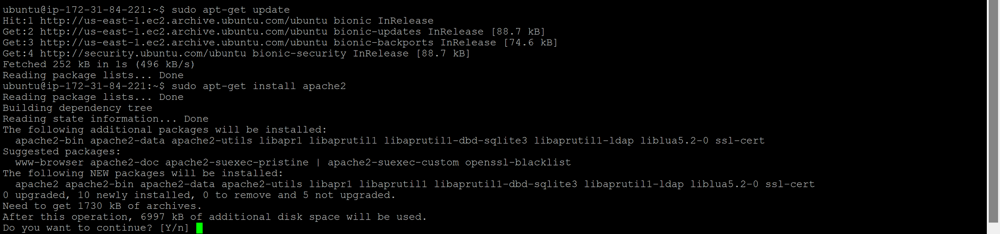 ubuntu@ip-172-31-84-221:~$ sudo apt-get update
Hit:1 http://us-east-1.ec2.archive.ubuntu.com/ubuntu bionic InRelease
Get:2 http://us-east-1.ec2.archive.ubuntu.com/ubuntu bionic-updates InRelease [88.7 kB]
Get:3 http://us-east-1.ec2.archive.ubuntu.com/ubuntu bionic-backports InRelease [74.6 kB]
Get:4 http://security.ubuntu.com/ubuntu bionic-security InRelease [88.7 kB]
Fetched 252 kB in 1s (496 kB/s)
Reading package lists... Done
ubuntu@ip-172-31-84-221:~$ sudo apt-get install apache2
Reading package lists... Done
Building dependency tree
Reading state information... Done
The following additional packages will be installed:
  apache2-bin apache2-data apache2-utils libapr1 libaprutil1 libaprutil1-dbd-sqlite3 libaprutil1-ldap liblua5.2-0 ssl-cert
Suggested packages:
  www-browser apache2-doc apache2-suexec-pristine | apache2-suexec-custom openssl-blacklist
The following NEW packages will be installed:
  apache2 apache2-bin apache2-data apache2-utils libapr1 libaprutil1 libaprutil1-dbd-sqlite3 libaprutil1-ldap liblua5.2-0 ssl-cert
0 upgraded, 10 newly installed, 0 to remove and 5 not upgraded.
Need to get 1730 kB of archives.
After this operation, 6997 kB of additional disk space will be used.
Do you want to continue? [Y/n]